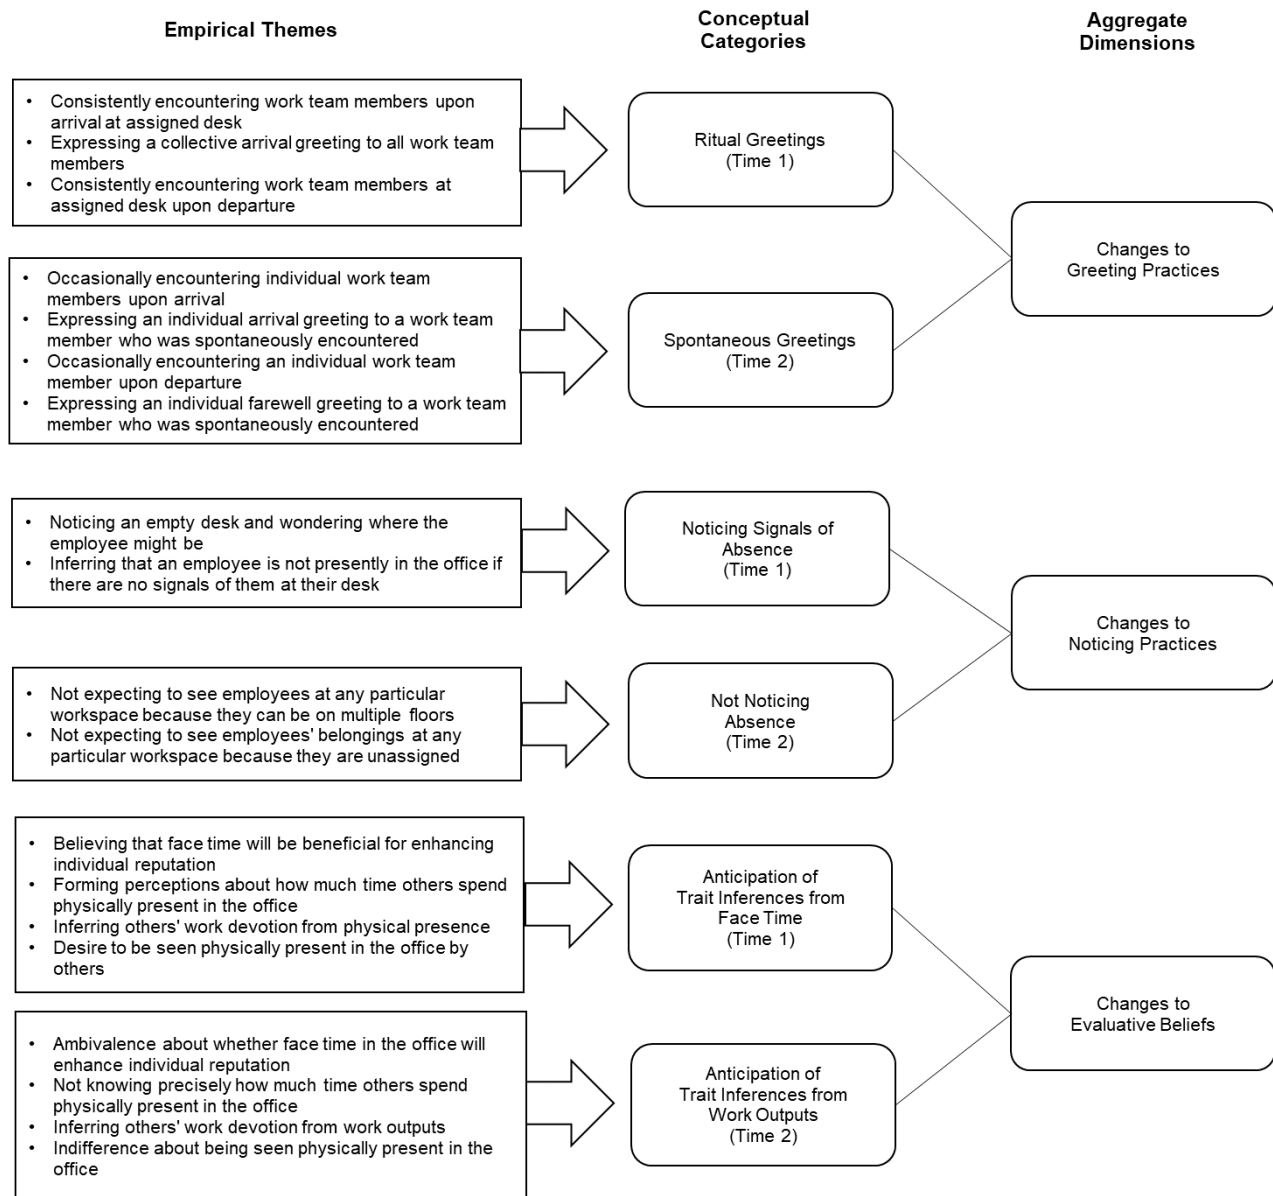 Empirical Themes
Conceptual
Categories
Aggregate
Dimensions
• Consistently encountering work team members upon
arrival at assigned desk
• Expressing a collective arrival greeting to all work team
members
• Consistently encountering work team members at
assigned desk upon departure
Ritual Greetings
(Time 1)
• Occasionally encountering individual work team
members upon arrival
• Expressing an individual arrival greeting to a work team
member who was spontaneously encountered
• Occasionally encountering an individual work team
member upon departure
• Expressing an individual farewell greeting to a work team
member who was spontaneously encountered
Spontaneous Greetings
(Time 2)
Changes to
Greeting Practices
• Noticing an empty desk and wondering where the
employee might be
• Inferring that an employee is not presently in the office if
there are no signals of them at their desk
Noticing Signals of
Absence
(Time 1)
• Not expecting to see employees at any particular
workspace because they can be on multiple floors
• Not expecting to see employees' belongings at any
particular workspace because they are unassigned
Not Noticing
Absence
(Time 2)
Changes to
Noticing Practices
• Believing that face time will be beneficial for enhancing
individual reputation
• Forming perceptions about how much time others spend
physically present in the office
• Inferring others' work devotion from physical presence
• Desire to be seen physically present in the office by
others
Anticipation of
Trait Inferences from
Face Time
(Time 1)
• Ambivalence about whether face time in the office will
enhance individual reputation
• Not knowing precisely how much time others spend
physically present in the office
• Inferring others' work devotion from work outputs
• Indifference about being seen physically present in the
office
Anticipation of
Trait Inferences from
Work Outputs
(Time 2)
Changes to
Evaluative Beliefs